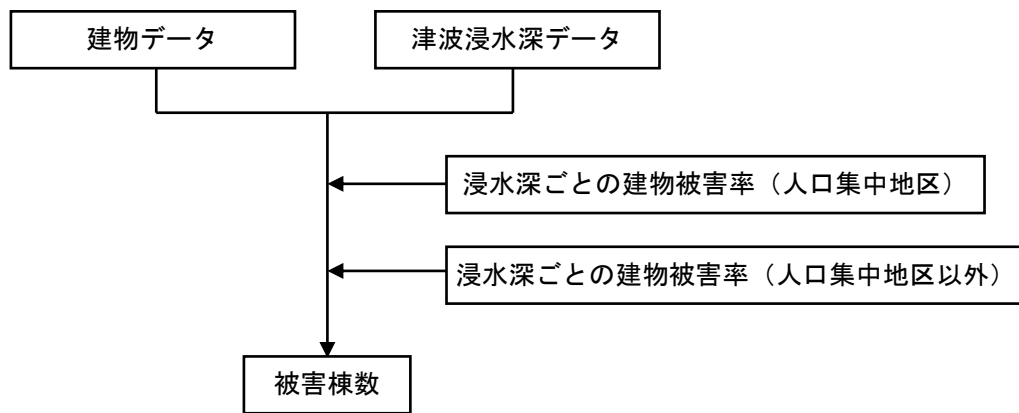 建物データ
津波浸水深データ
浸水深ごとの建物被害率（人口集中地区）
浸水深ごとの建物被害率（人口集中地区以外）
被害棟数